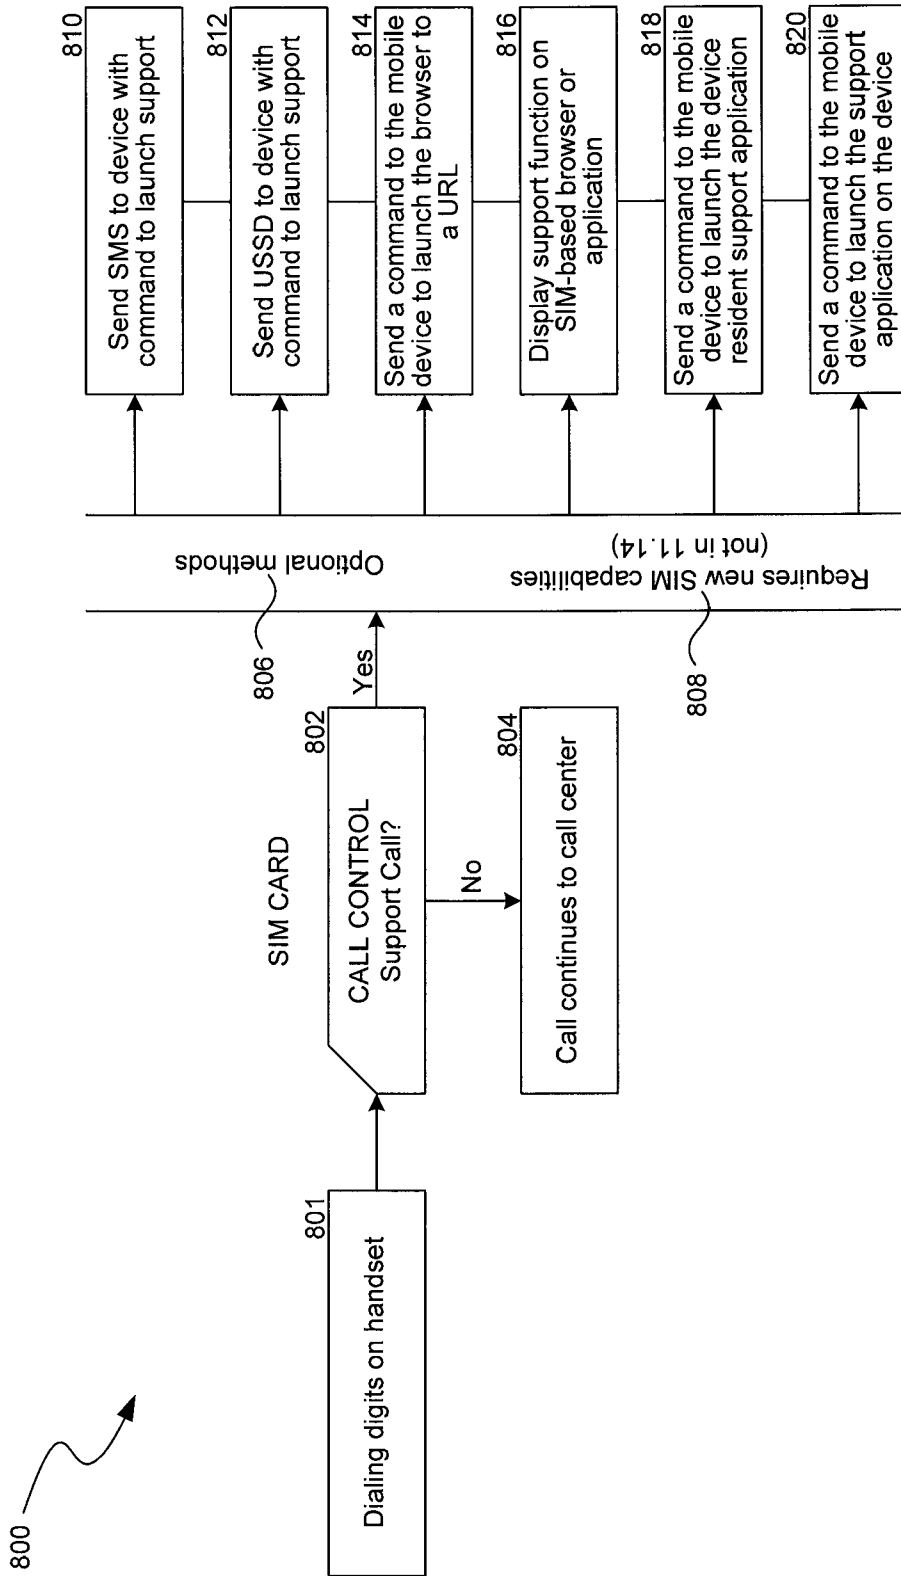 800
801
Dialing digits on handset
SIM CARD
802
CALL CONTROL
Support Call?
Yes
No
804
Call continues to call center
806
Optional methods
808
Requires new SIM capabilities
(not in 11.14)
810
Send SMS to device with
command to launch support
812
Send USSD to device with
command to launch support
814
Send a command to the mobile
device to launch the browser to
a URL
816
Display support function on
SIM-based browser or
application
818
Send a command to the mobile
device to launch the device
resident support application
820
Send a command to the mobile
device to launch the support
application on the device